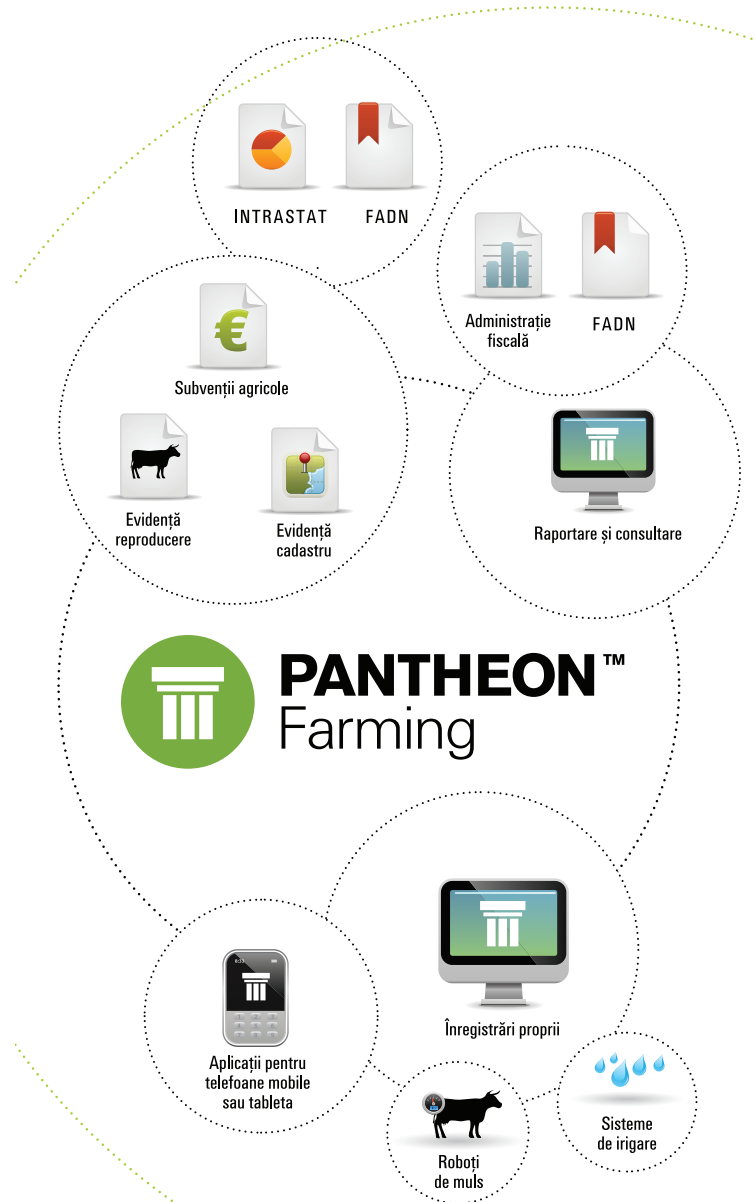 INTRASTAT
FADN
Administrație
fiscală
FADN
Subvenții agricole
Evidență
reproducere
Evidență
cadastru
Raportare și consultare
PANTHEON™
Farming
Înregistrări proprii
Aplicații pentru
telefoane mobile
sau tableta
Roboți
de muls
Sisteme
de irigare